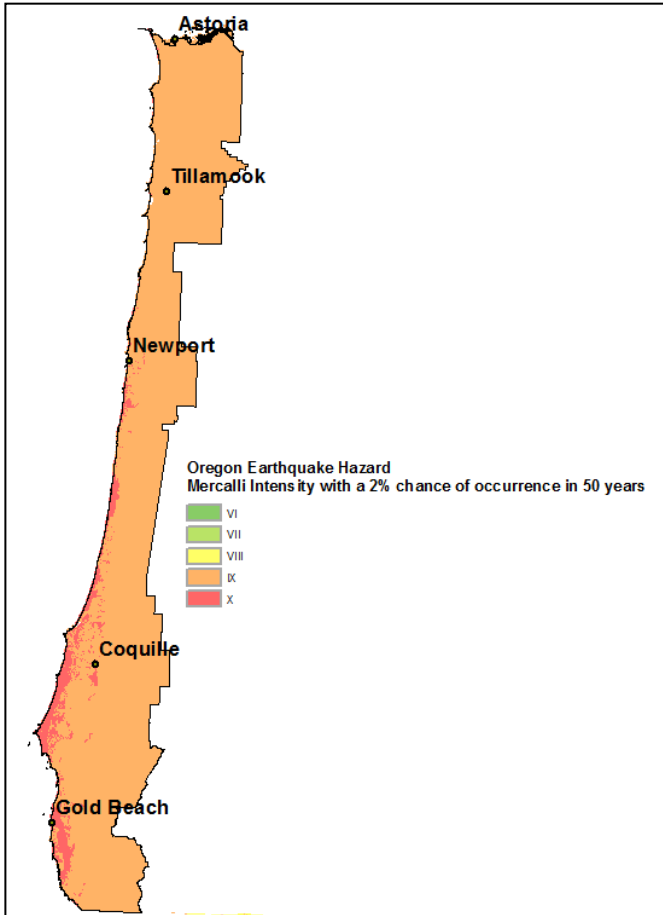 Astoria
Tillamook
Newport
Oregon Earthquake Hazard
Mercalli Intensity with a 2% chance of occurrence in 50 years
VI
VII
VIII
IX
X
Coquille
Gold Beach